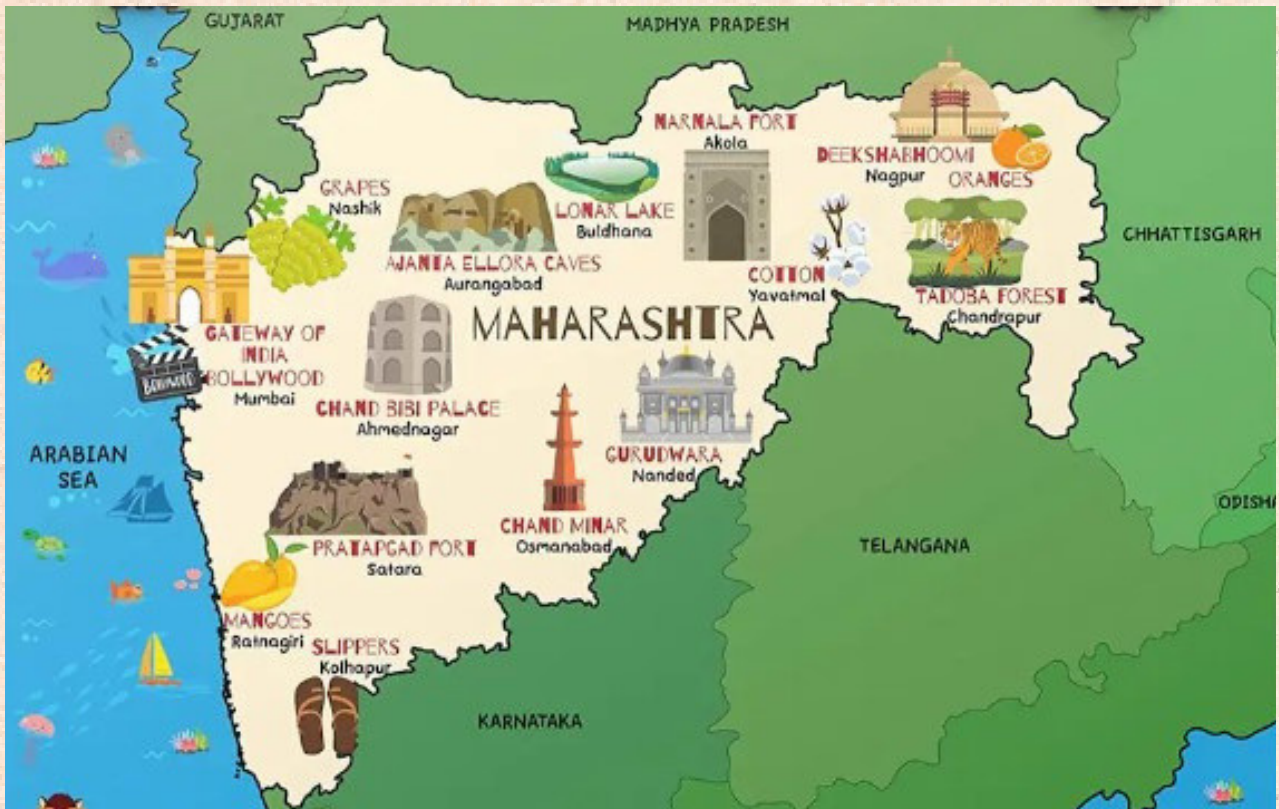 GUJARAT
MADHYA PRADESH
NARNALA FORT
Akola
DEEKSHABHOOMI
Nagpur
ORANGES
GRAPES
Nashik
LONAR LAKE
Buldhana
CHHATTISGARH
AJANTA ELLORA CAVES
Aurangabad
COTTON
Yavatmal
TADOBA FOREST
Chandrapur
MAHARASHTRA
GATEWAY OF
INDIA
BOLLYWOOD
Mumbai
BOLLYWOOD
CHAND BIBI PALACE
Ahmednagar
ARABIAN
SEA
GURUDWARA
Nanded
ODISHA
CHAND MINAR
Osmanabad
TELANGANA
PRATAPGAD FORT
Satara
MANGOES
Ratnagiri
SLIPPERS
Kolhapur
KARNATAKA